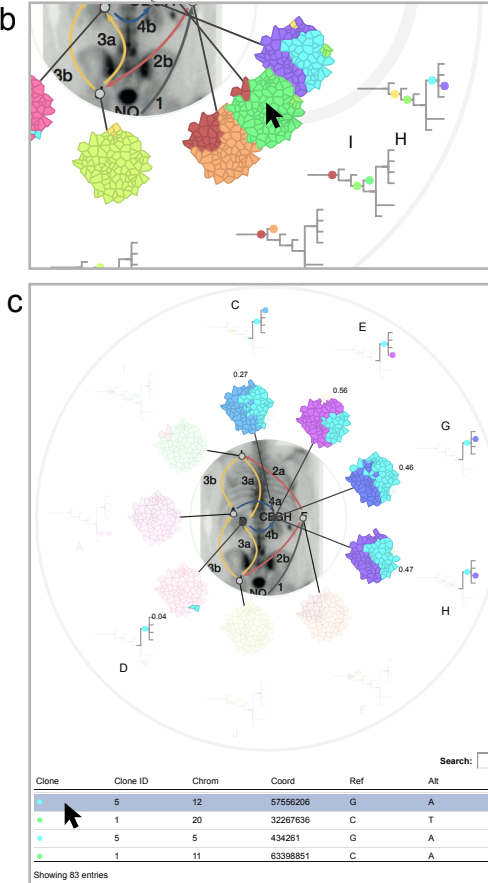 b
4b
3a
2b
3b
1
NO
I H
c
C
E
0.27
0.56
G
2a
3b 3a
0.46
4a
CEGH
D
4b
A
3a
0.47
3b
2b
1
NO
0.04
H
D
F
J
Search:
Clone Clone ID Chrom Coord Ref Alt
5 12 57556206 G A
1 20 32267636 C T
5 5 434261 G A
1 11 63398851 C A
Showing 83 entries